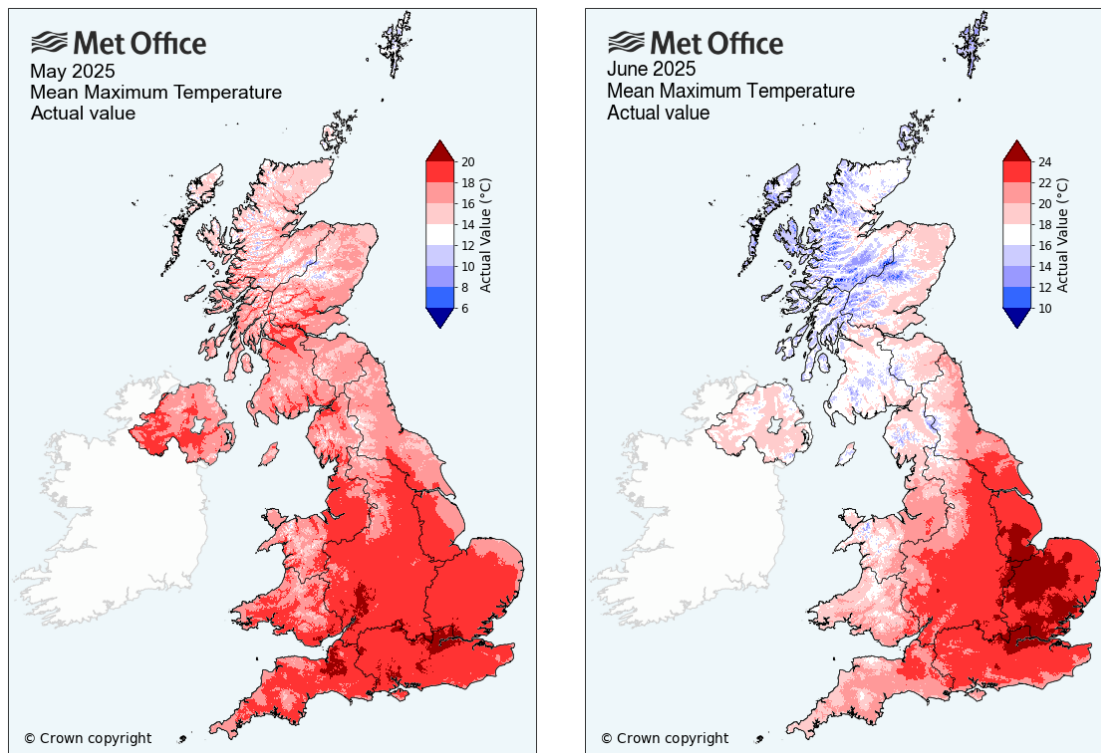 Met Office
May 2025
Mean Maximum Temperature
Actual value
20
18
16
14
12
10
8
6
Actual Value (°C)
© Crown copyright
Met Office
June 2025
Mean Maximum Temperature
Actual value
24
22
20
18
16
14
12
10
Actual Value (°C)
© Crown copyright